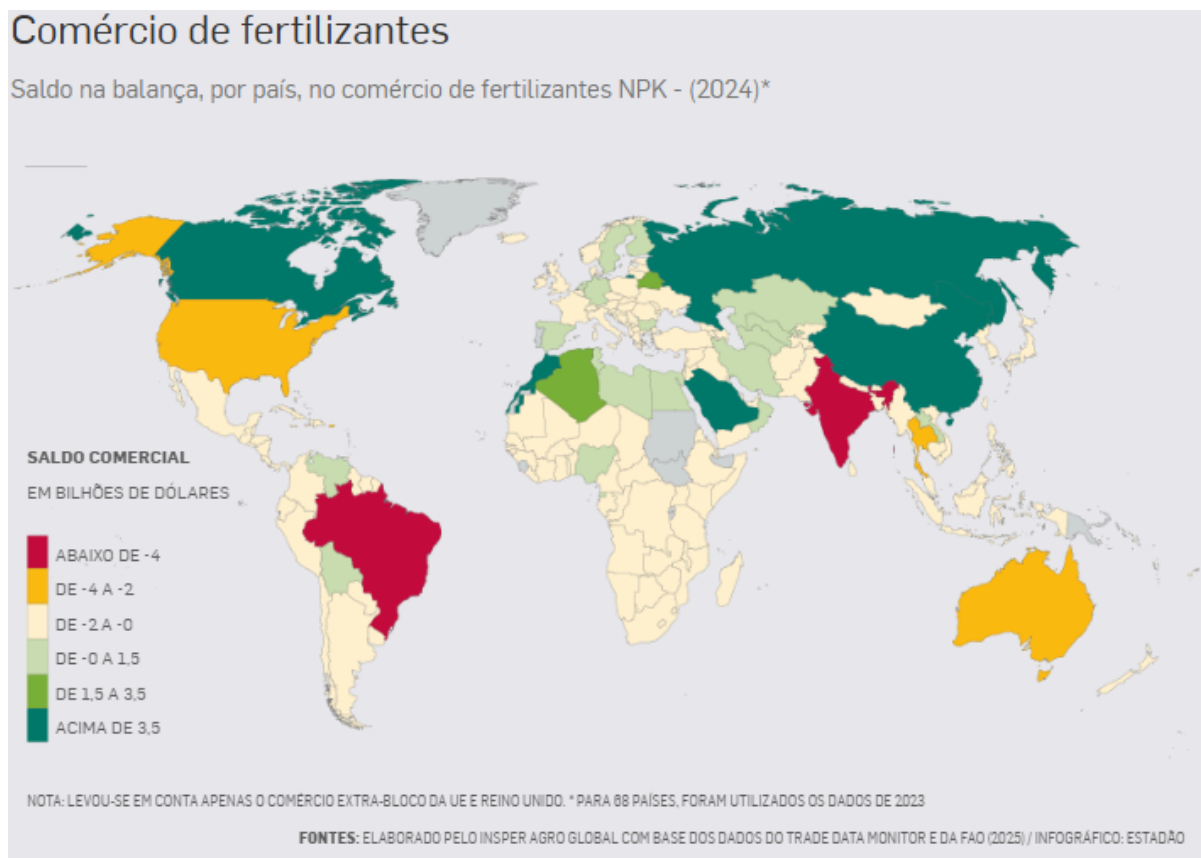 Comércio de fertilizantes
Saldo na balança, por país, no comércio de fertilizantes NPK - (2024)*
SALDO COMERCIAL
EM BILHÕES DE DÓLARES
ABAIXO DE -4
DE -4 A -2
DE -2 A -0
DE -0 A 1,5
DE 1,5 A 3,5
ACIMA DE 3,5
NOTA: LEVOU-SE EM CONTA APENAS O COMÉRCIO EXTRA-BLOCO DA UE E REINO UNIDO. * PARA 68 PAÍSES, FORAM UTILIZADOS OS DADOS DE 2023
FONTES: ELABORADO PELO INSPER AGRO GLOBAL COM BASE DOS DADOS DO TRADE DATA MONITOR E DA FAO (2025) / INFOGRÁFICO: ESTADÃO